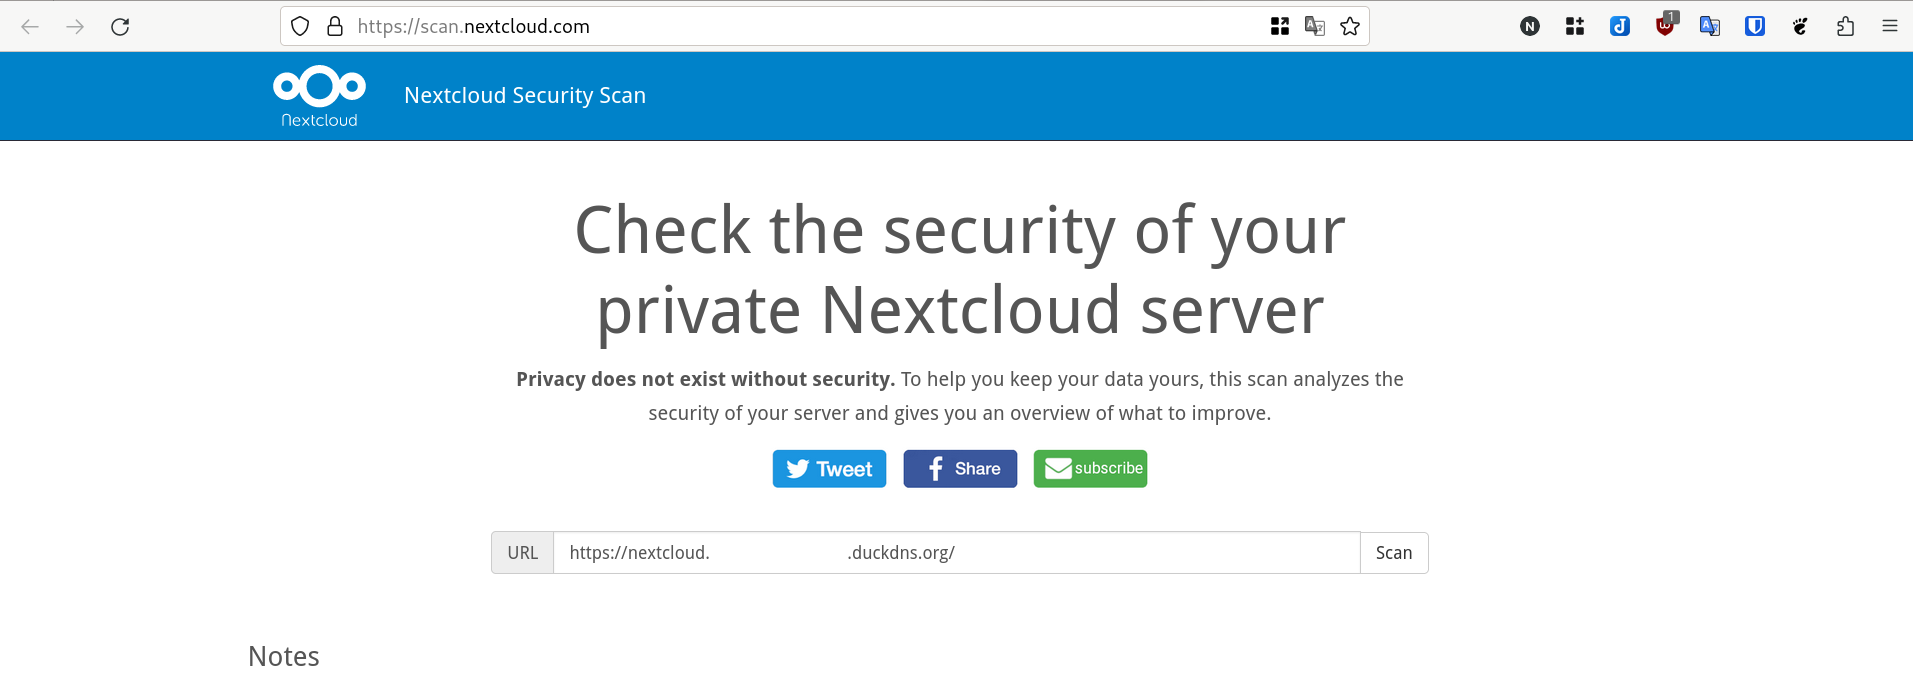 https://scan.nextcloud.com
N
1
Nextcloud
Nextcloud Security Scan
Check the security of your
private Nextcloud server
Privacy does not exist without security. To help you keep your data yours, this scan analyzes the
security of your server and gives you an overview of what to improve.
Tweet
Share
subscribe
URL
https://nextcloud. .duckdns.org/
Scan
Notes